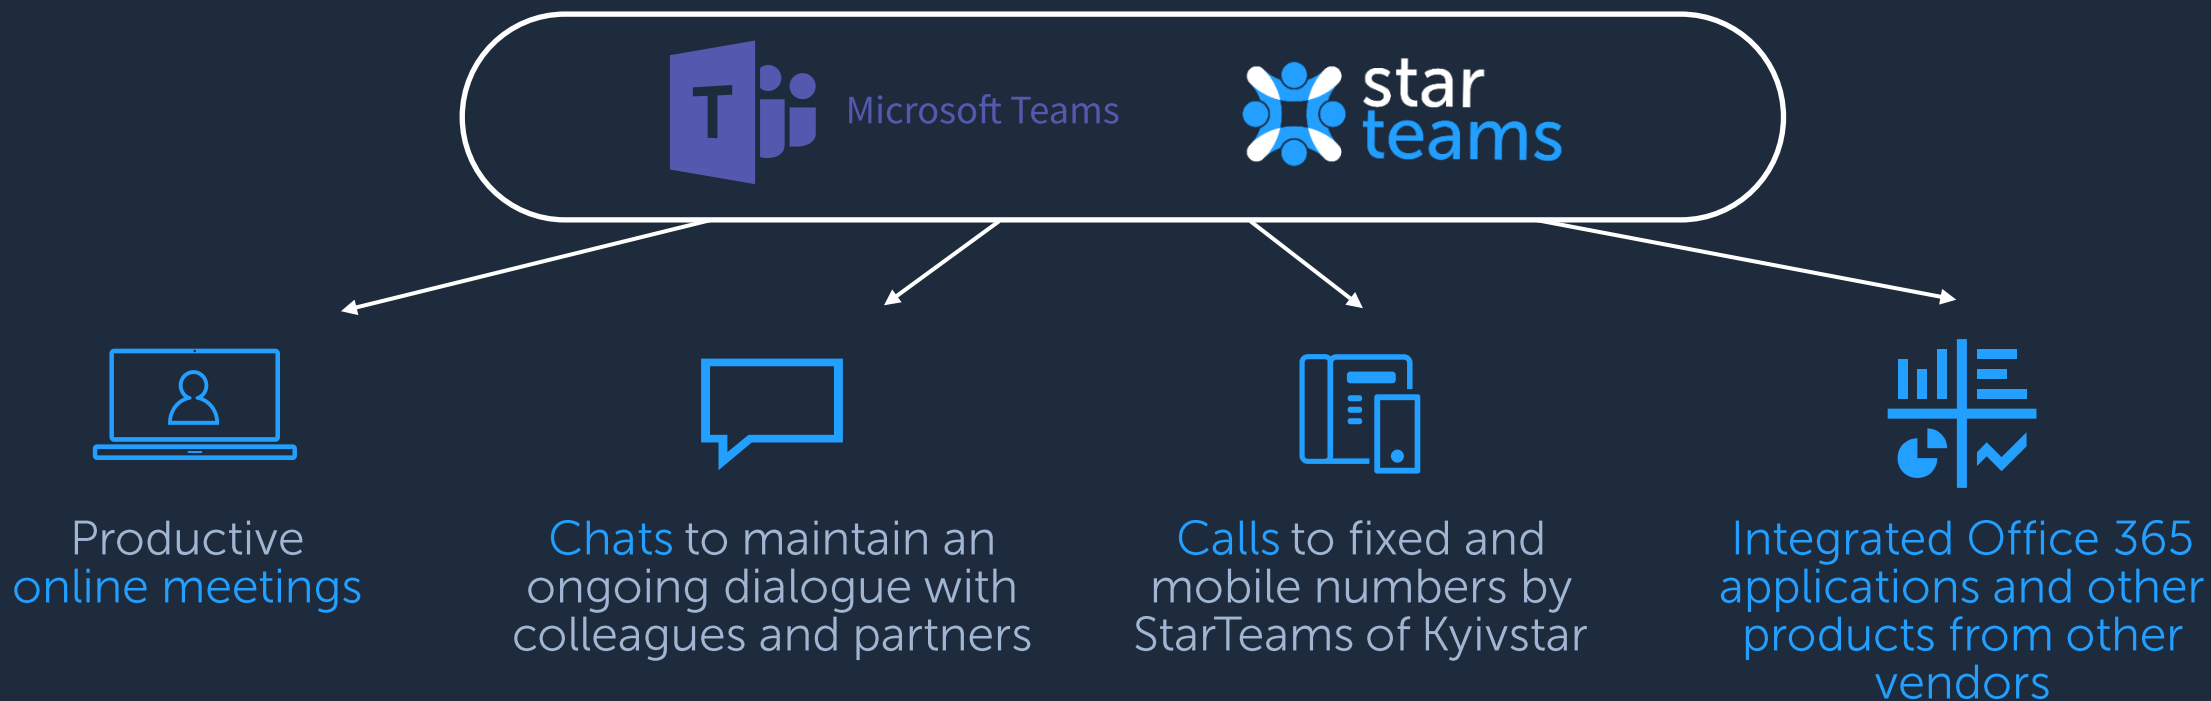 Microsoft Teams
star
teams
Productive
online meetings
Chats to maintain an
ongoing dialogue with
colleagues and partners
Calls to fixed and
mobile numbers by
StarTeams of Kyivstar
Integrated Office 365
applications and other
products from other
vendors